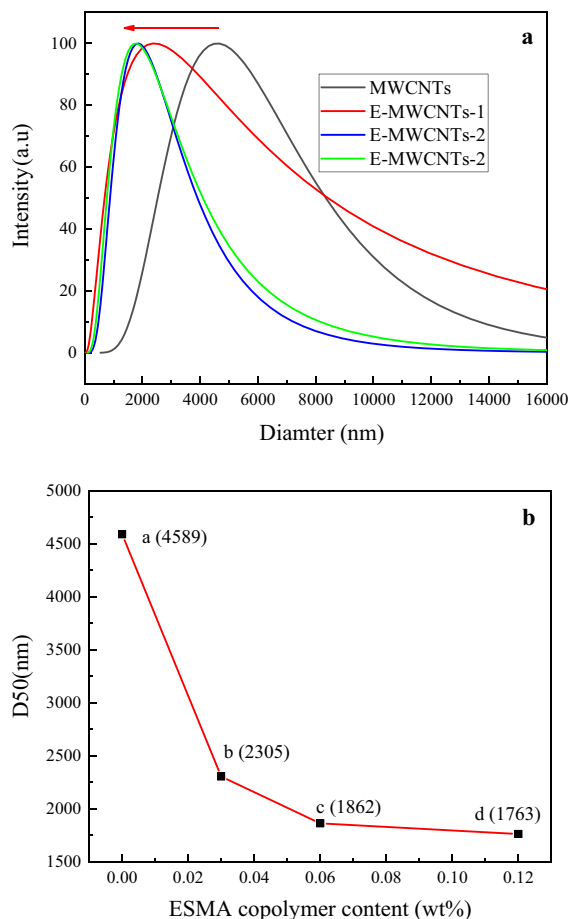 a
100
80
60
40
20
0
Intensity (a.u)
MWCNTs
E-MWCNTs-1
E-MWCNTs-2
E-MWCNTs-2
0 2000 4000 6000 8000 10000 12000 14000 16000
Diamter (nm)
b
5000
4500
4000
3500
3000
2500
2000
1500
D50(nm)
a (4589)
b (2305)
c (1862)
d (1763)
0.00 0.02 0.04 0.06 0.08 0.10 0.12
ESMA copolymer content (wt%)